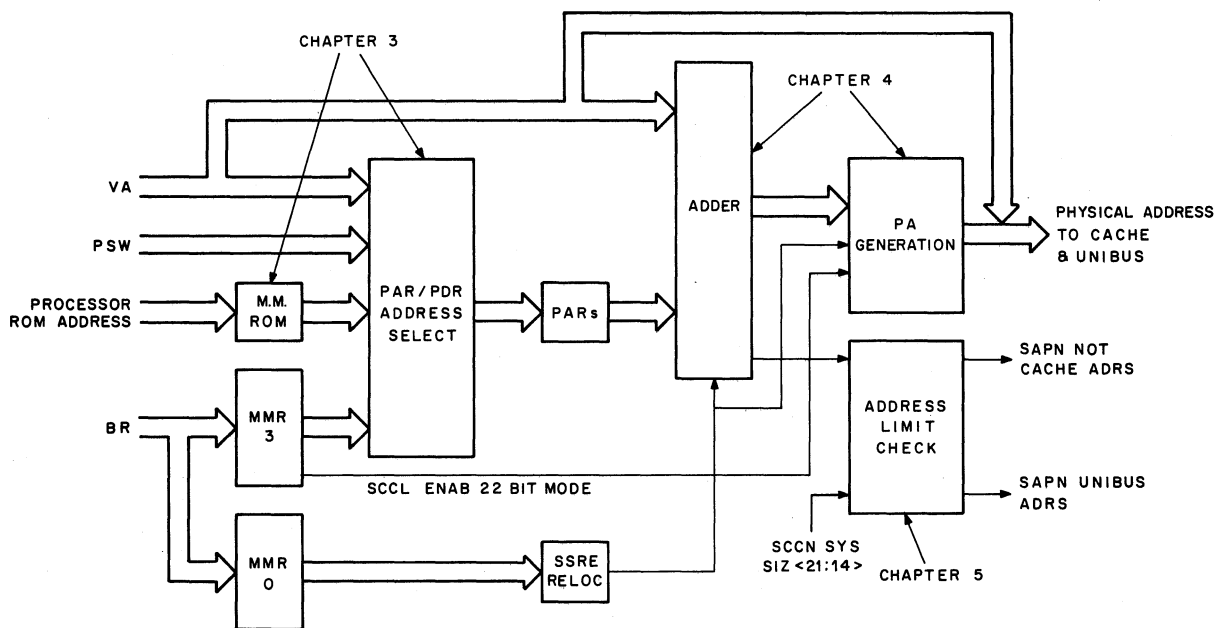 CHAPTER 3
CHAPTER 4
VA
PSW
PROCESSOR
ROM ADDRESS
M.M.
ROM
PAR/PDR
ADDRESS
SELECT
PARs
ADDER
PA
GENERATION
PHYSICAL ADDRESS
TO CACHE
& UNIBUS
BR
MMR
3
SCCL ENAB 22 BIT MODE
ADDRESS
LIMIT
CHECK
SAPN NOT
CACHE ADRS
SAPN UNIBUS
ADRS
MMR
0
SSRE
RELOC
SCCN SYS
SIZ <21:14>
CHAPTER 5